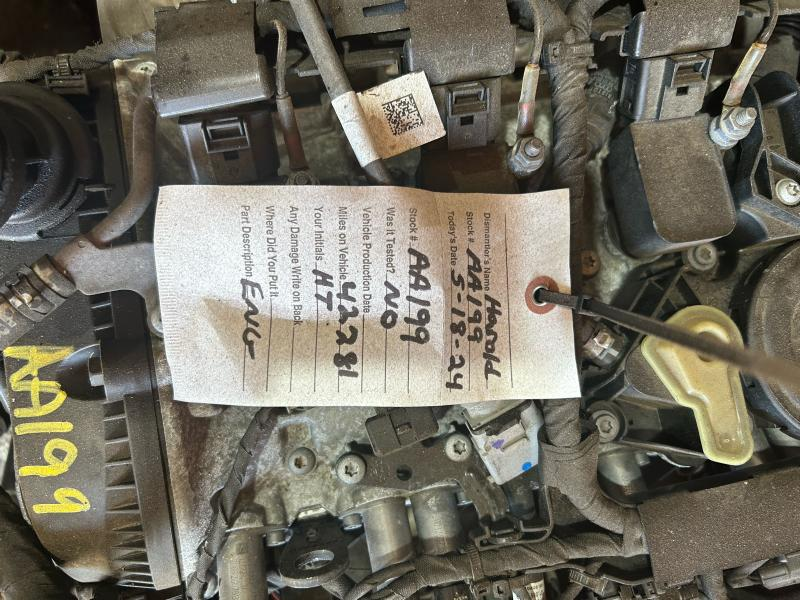 Dismantler's Name Harold
Stock # AA199
Today's Date 5-18-24
Stock # AA199
Was It Tested? NO
Vehicle Production Date
Miles on Vehicle 42281
Your Initials HT
Any Damage Write on Back
Where Did You Put It
Part Description ENG
AA199